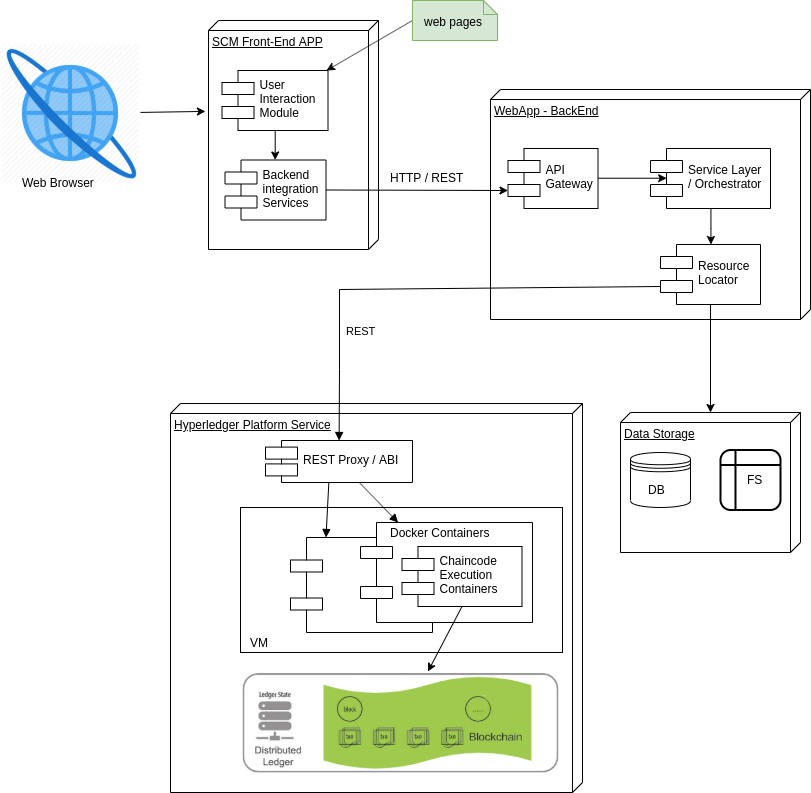 web pages
SCM Front-End APP
User
Interaction
Module
Web Browser
Backend
integration
Services
HTTP / REST
WebApp - BackEnd
API
Gateway
Service Layer
/ Orchestrator
Resource
Locator
REST
Hyperledger Platform Service
REST Proxy / ABI
Docker Containers
Chaincode
Execution
Containers
VM
Data Storage
DB
FS
Ledger State
Distributed
Ledger
block
......
txn
txn
txn
txn
Blockchain